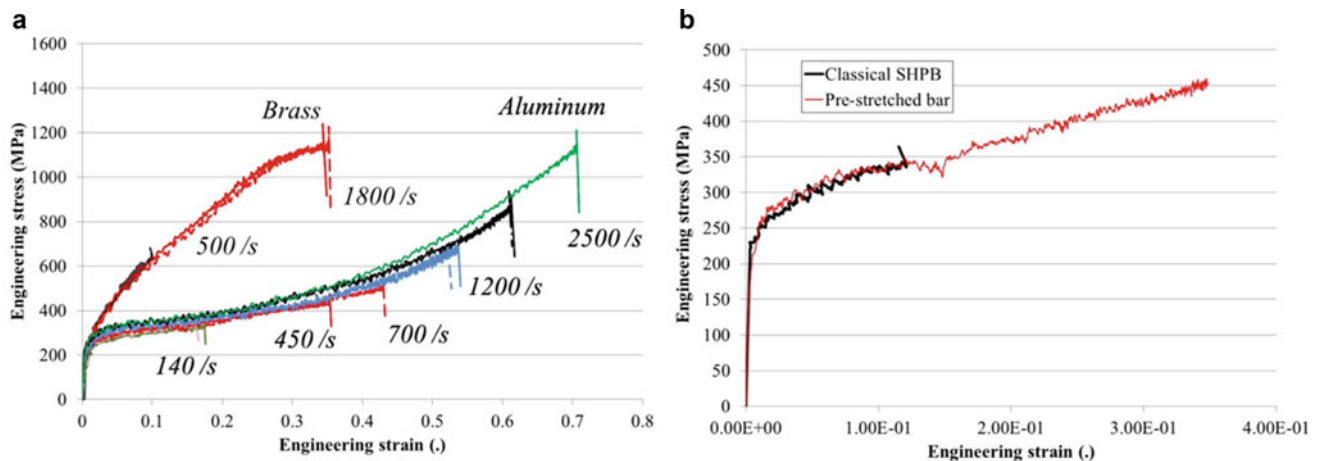 a
1600
1400
1200
1000
800
600
400
200
0
Engineering stress (MPa)
Brass
Aluminum
1800 /s
500 /s
2500 /s
1200 /s
700 /s
450 /s
140 /s
0 0.1 0.2 0.3 0.4 0.5 0.6 0.7 0.8
Engineering strain (.)
b
500
450
400
350
300
250
200
150
100
50
0
Engineering stress (MPa)
Classical SHPB
Pre-stretched bar
0.00E+00 1.00E-01 2.00E-01 3.00E-01 4.00E-01
Engineering strain (.)